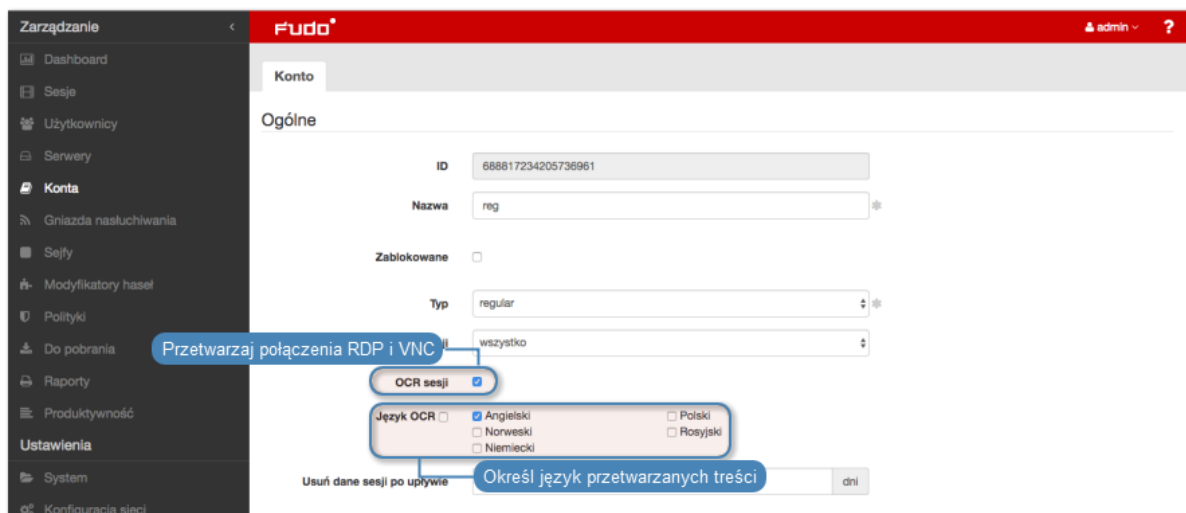 Zarządzanie
Fudo
admin
?
Dashboard
Sesje
Użytkownicy
Serwery
Konta
Gniazda nasłuchiwania
Sejfy
Modyfikatory haseł
Polityki
Do pobrania
Raporty
Produktywność
Ustawienia
System
Konfiguracja sieci
Konto
Ogólne
ID 688817234205736961
Nazwa reg
Zablokowane
Typ regular
Przetwarzaj połączenia RDP i VNC
wszystko
OCR sesji
Język OCR Angielski Polski
Norweski Rosyjski
Niemiecki
Określ język przetwarzanych treści
Usuń dane sesji po upływie dni